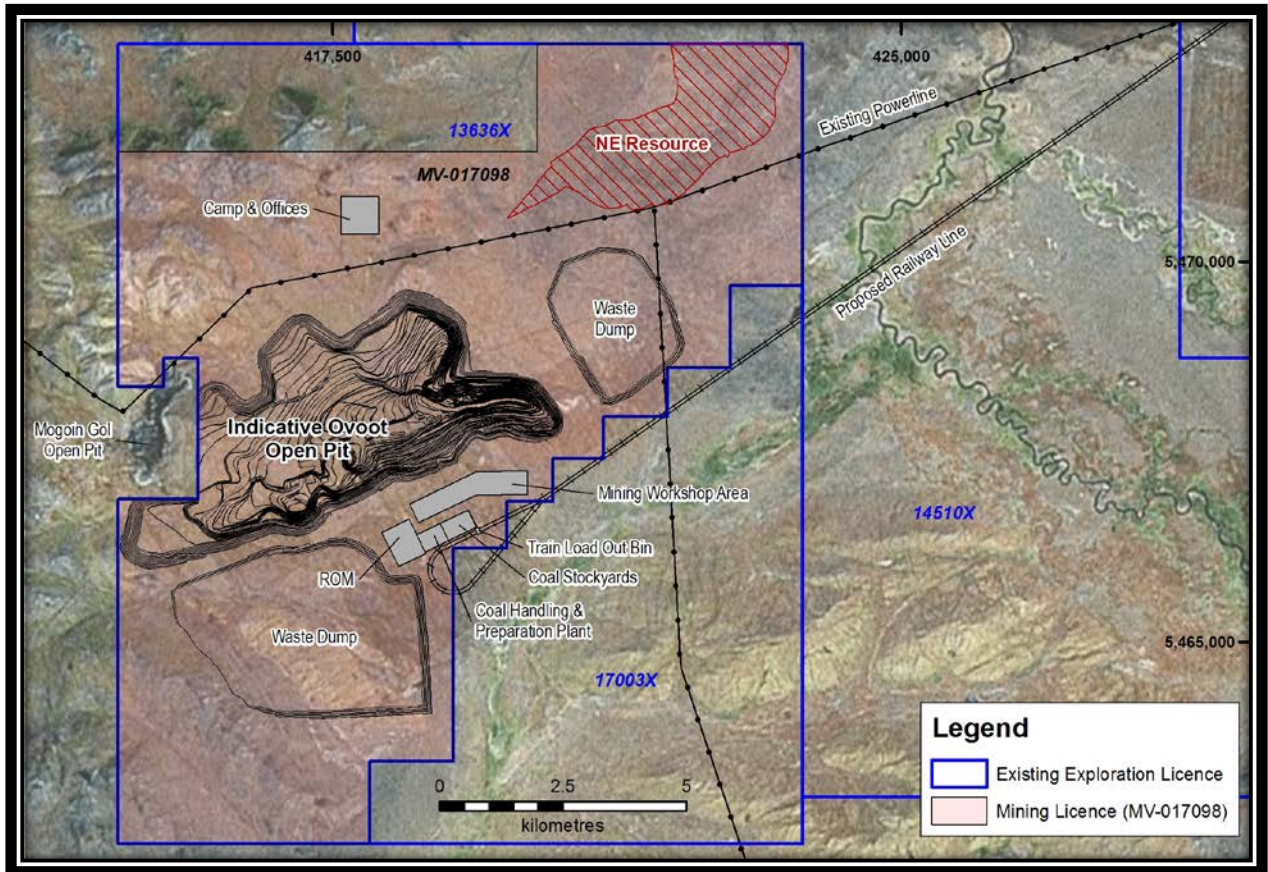 417,500
425,000
Existing Powerline
13636X
NE Resource
MV-017098
Camp & Offices
5,470,000
Proposed Railway Line
Waste
Dump
Mogoin Gol
Open Pit
Indicative Ovoot
Open Pit
Mining Workshop Area
14510X
Train Load Out Bin
ROM
Coal Stockyards
Coal Handling &
Preparation Plant
Waste Dump
5,465,000
17003X
Legend
Existing Exploration Licence
Mining Licence (MV-017098)
0 2.5 5
kilometres